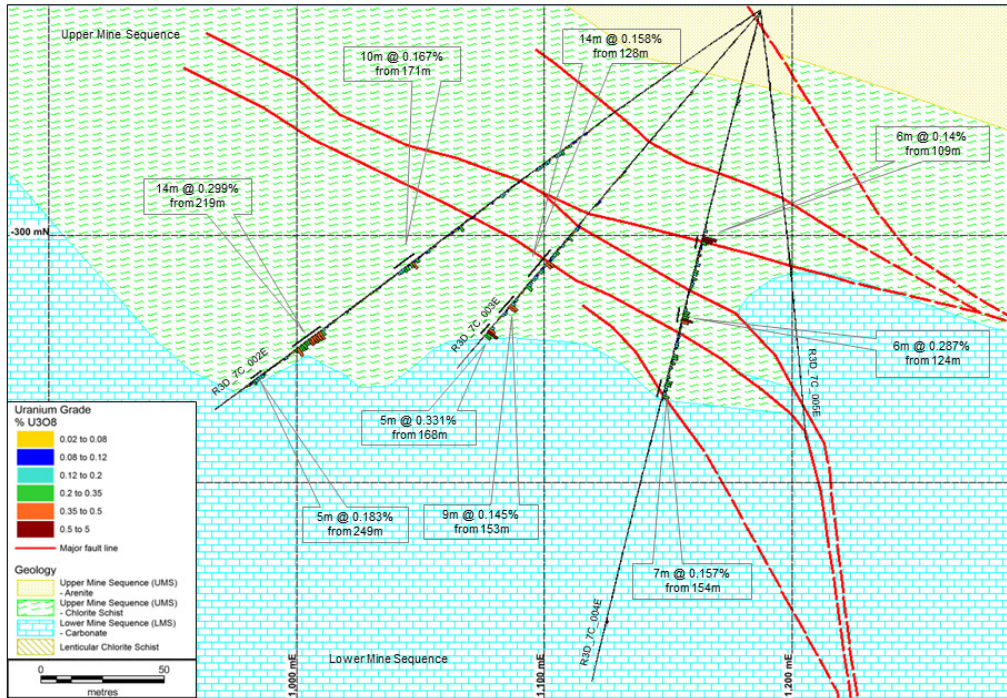 Upper Mine Sequence
10m @ 0.167%
from 171m
14m @ 0.158%
from 128m
6m @ 0.14%
from 109m
14m @ 0.299%
from 219m
-300 mN
R3D_7C_002E
R3D_7C_003E
R3D_7C_005E
6m @ 0.287%
from 124m
5m @ 0.331%
from 168m
5m @ 0.183%
from 249m
9m @ 0.145%
from 153m
7m @ 0.157%
from 154m
R3D_7C_004E
Lower Mine Sequence
1,000 mE
1,100 mE
1,200 mE
Uranium Grade
% U3O8
0.02 to 0.08
0.08 to 0.12
0.12 to 0.2
0.2 to 0.35
0.35 to 0.5
0.5 to 5
Major fault line
Geology
Upper Mine Sequence (UMS)
- Arenite
Upper Mine Sequence (UMS)
- Chlorite Schist
Lower Mine Sequence (LMS)
- Carbonate
Lenticular Chlorite Schist
0 50
metres